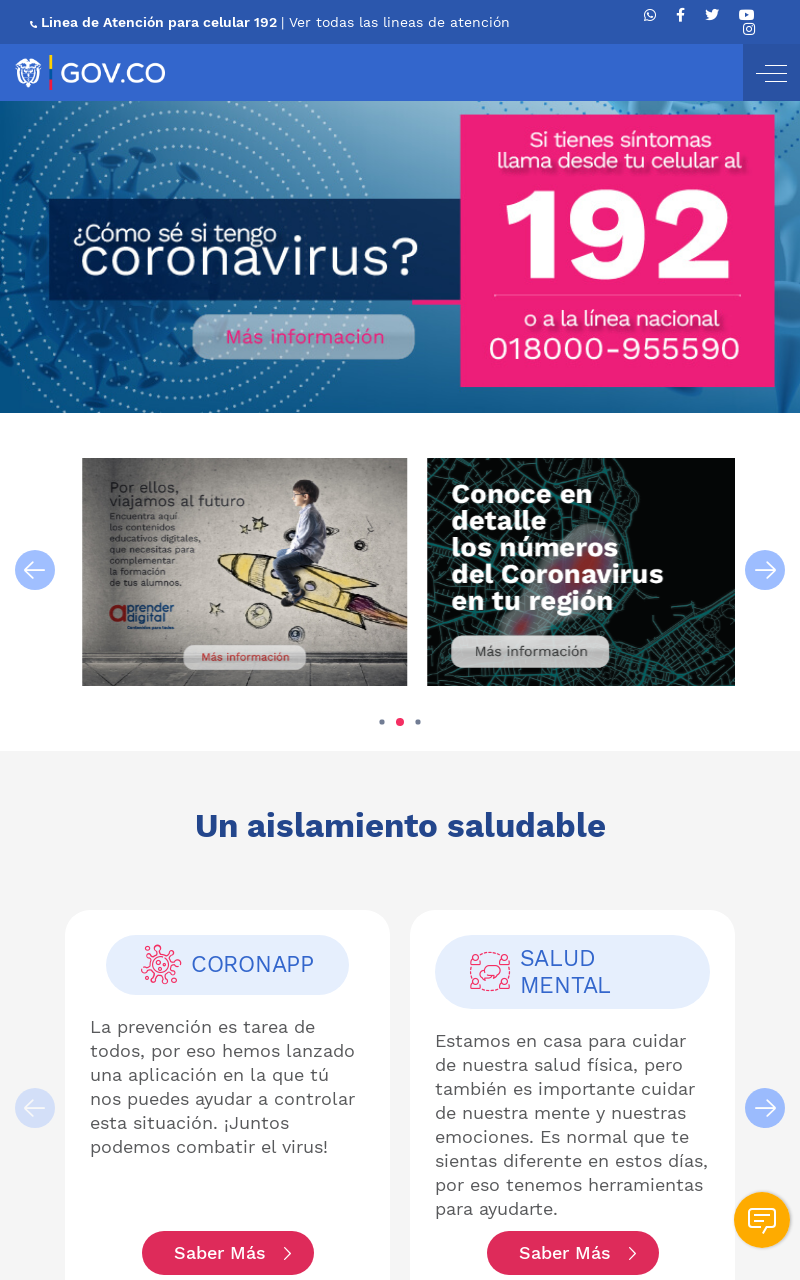 Linea de Atención para celular 192 | Ver todas las lineas de atención
GOV.CO
¿Cómo sé si tengo
coronavirus?
Más información
Si tienes síntomas
llama desde tu celular al
192
o a la línea nacional
018000-955590
Por ellos,
viajamos al futuro
Encuentra aquí
los contenidos
educativos digitales,
que necesitas para
complementar
la formación
de tus alumnos.
aprender
digital
Contenidos para todos
Más información
Conoce en
detalle
los números
del Coronavirus
en tu región
Más información
Un aislamiento saludable
CORONAPP
La prevención es tarea de
todos, por eso hemos lanzado
una aplicación en la que tú
nos puedes ayudar a controlar
esta situación. ¡Juntos
podemos combatir el virus!
Saber Más
SALUD
MENTAL
Estamos en casa para cuidar
de nuestra salud física, pero
también es importante cuidar
de nuestra mente y nuestras
emociones. Es normal que te
sientas diferente en estos días,
por eso tenemos herramientas
para ayudarte.
Saber Más